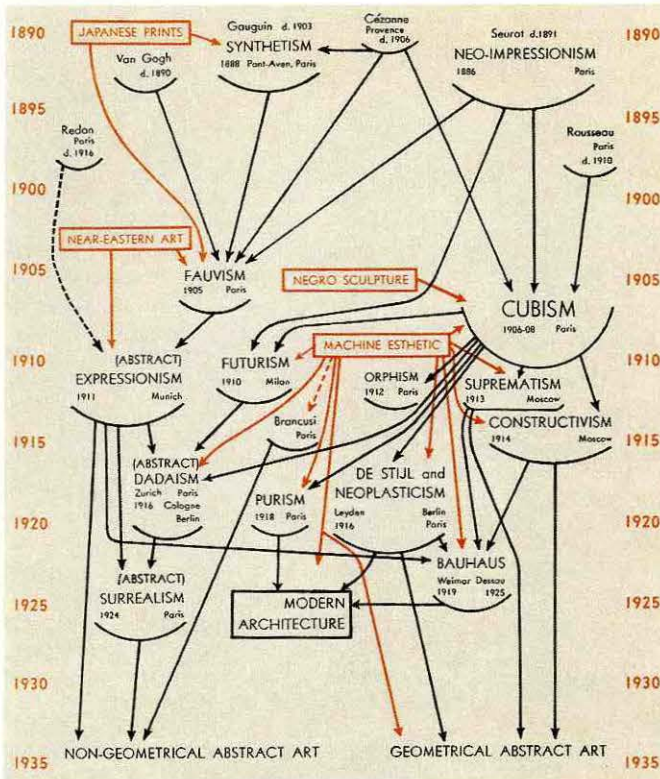 1890
JAPANESE PRINTS
Gauguin d. 1903
SYNTHETISM
1888 Pont-Aven, Paris
Cézanne
Provence
d. 1906
Seurat d.1891
NEO-IMPRESSIONISM
1886 Paris
1890
Van Gogh
d. 1890
1895
1895
Redon
Paris
d. 1916
Rousseau
Paris
d. 1910
1900
1900
NEAR-EASTERN ART
1905
FAUVISM
1905 Paris
NEGRO SCULPTURE
CUBISM
1906-08 Paris
1905
1910
(ABSTRACT)
EXPRESSIONISM
1911 Munich
FUTURISM
1910 Milan
MACHINE ESTHETIC
ORPHISM
1912 Paris
SUPREMATISM
1913 Moscow
1910
Brancusi
Paris
CONSTRUCTIVISM
1914 Moscow
1915
1915
(ABSTRACT)
DADAISM
Zurich Paris
1916 Cologne
Berlin
PURISM
1918 Paris
DE STIJL and
NEOPLASTICISM
Leyden Berlin
1916 Paris
1920
1920
(ABSTRACT)
SURREALISM
1924 Paris
MODERN
ARCHITECTURE
BAUHAUS
Weimar Dessau
1919 1925
1925
1925
1930
1930
1935
NON-GEOMETRICAL ABSTRACT ART
GEOMETRICAL ABSTRACT ART
1935